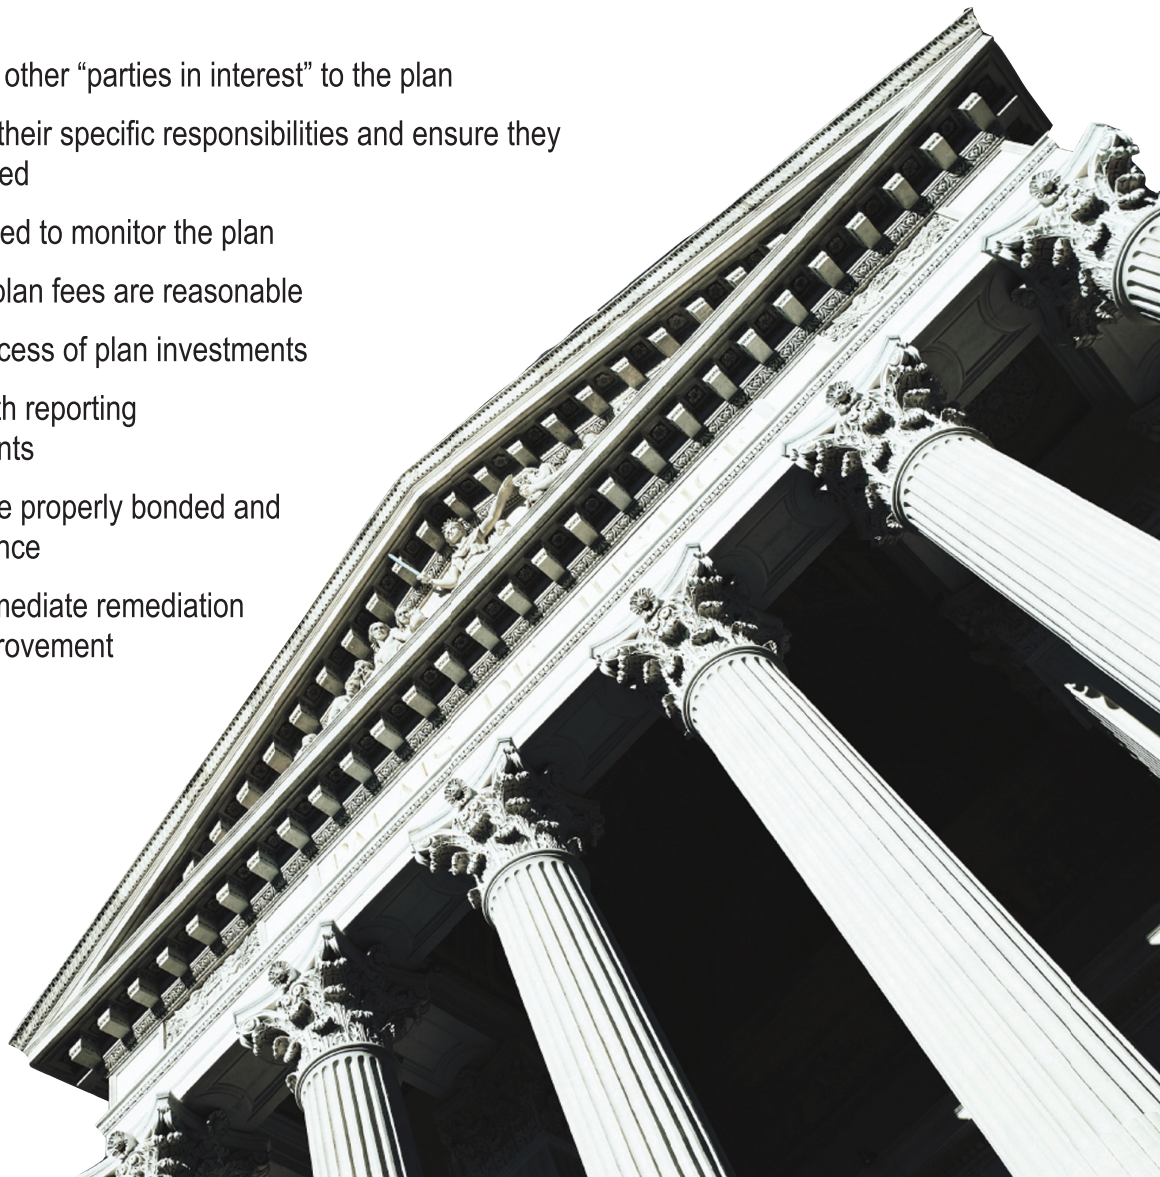 other “parties in interest” to the plan
their specific responsibilities and ensure they
ed
ed to monitor the plan
plan fees are reasonable
cess of plan investments
th reporting
nts
e properly bonded and
nce
mediate remediation
rovement